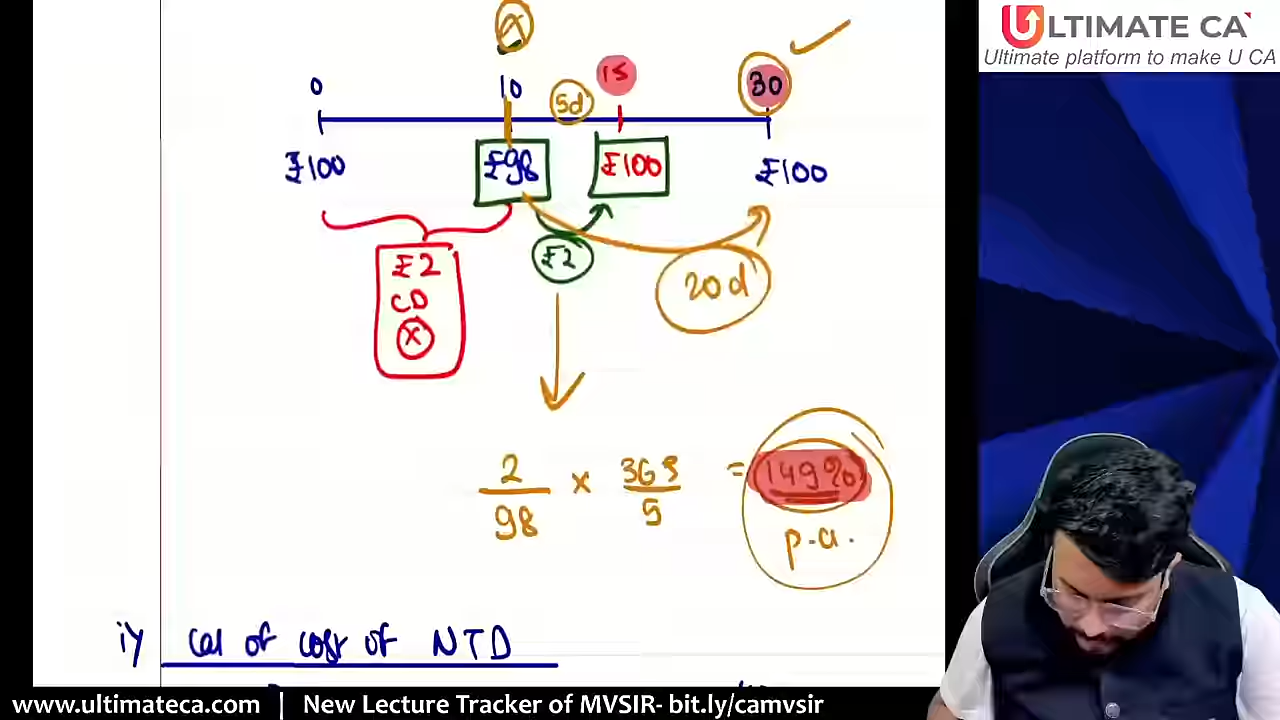 ULTIMATE CA
Ultimate platform to make U CA
0 10 5d 15 30
₹100 ₹98 ₹100 ₹100
₹2
CD
x
₹2
20d
2/98 x 365/5 = 149%
p.a.
Cal of cost of NTD
www.ultimateca.com | New Lecture Tracker of MVSIR- bit.ly/camvsir